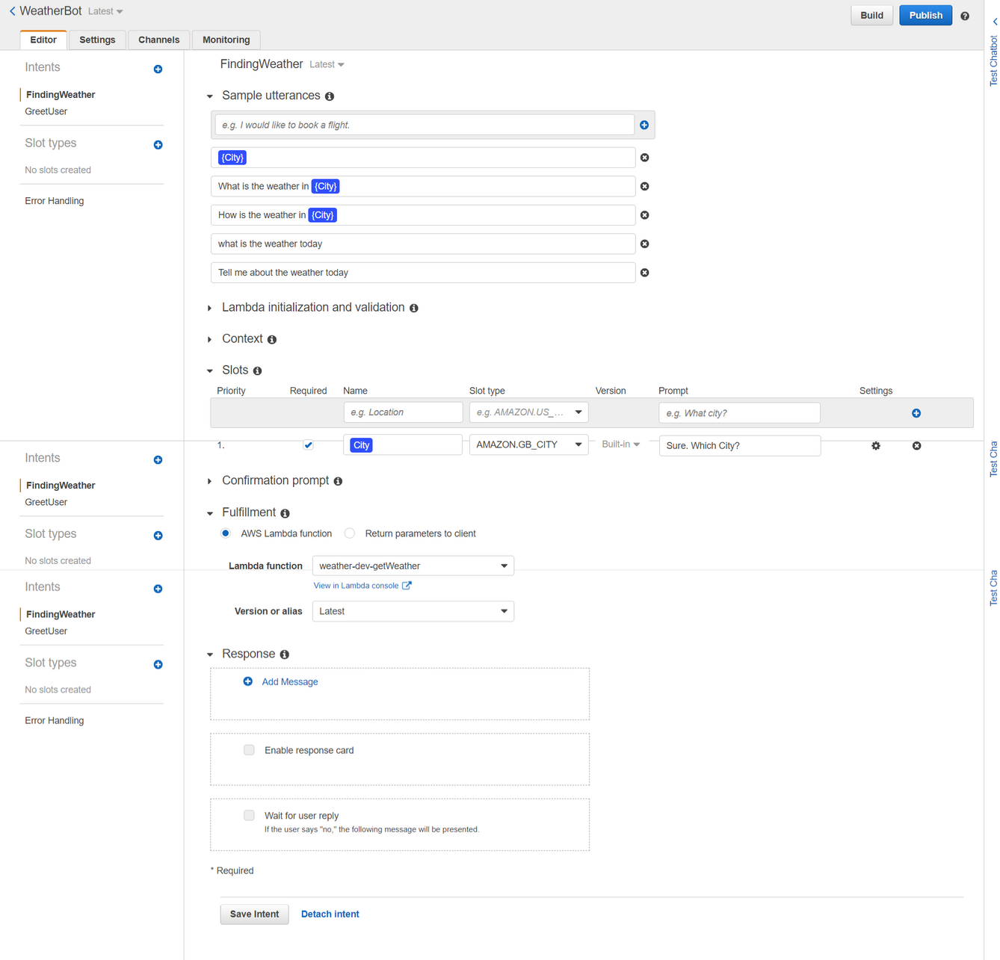 WeatherBot Latest
Build Publish
Editor Settings Channels Monitoring
Test Chatbot
Intents
FindingWeather
GreetUser
Slot types
No slots created
Error Handling
FindingWeather Latest
Sample utterances
e.g. I would like to book a flight.
{City}
What is the weather in {City}
How is the weather in {City}
what is the weather today
Tell me about the weather today
Lambda initialization and validation
Context
Slots
Priority Required Name Slot type Version Prompt Settings
e.g. Location e.g. AMAZON.US_... e.g. What city?
1. City AMAZON.GB_CITY Built-in Sure. Which City?
Intents
FindingWeather
GreetUser
Slot types
No slots created
Test Cha
Confirmation prompt
Fulfillment
AWS Lambda function Return parameters to client
Lambda function weather-dev-getWeather
View in Lambda console
Version or alias Latest
Intents
FindingWeather
GreetUser
Slot types
No slots created
Error Handling
Test Cha
Response
Add Message
Enable response card
Wait for user reply
If the user says "no," the following message will be presented.
* Required
Save Intent Detach intent